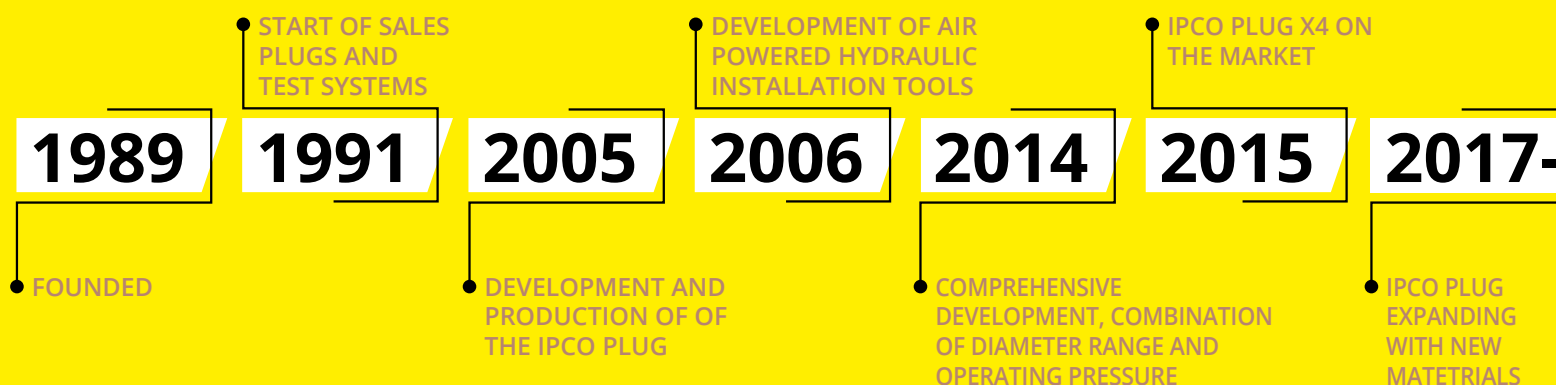 START OF SALES
PLUGS AND
TEST SYSTEMS
DEVELOPMENT OF AIR
POWERED HYDRAULIC
INSTALLATION TOOLS
IPCO PLUG X4 ON
THE MARKET
1989
1991
2005
2006
2014
2015
2017-
FOUNDED
DEVELOPMENT AND
PRODUCTION OF OF
THE IPCO PLUG
COMPREHENSIVE
DEVELOPMENT, COMBINATION
OF DIAMETER RANGE AND
OPERATING PRESSURE
IPCO PLUG
EXPANDING
WITH NEW
MATETRIALS